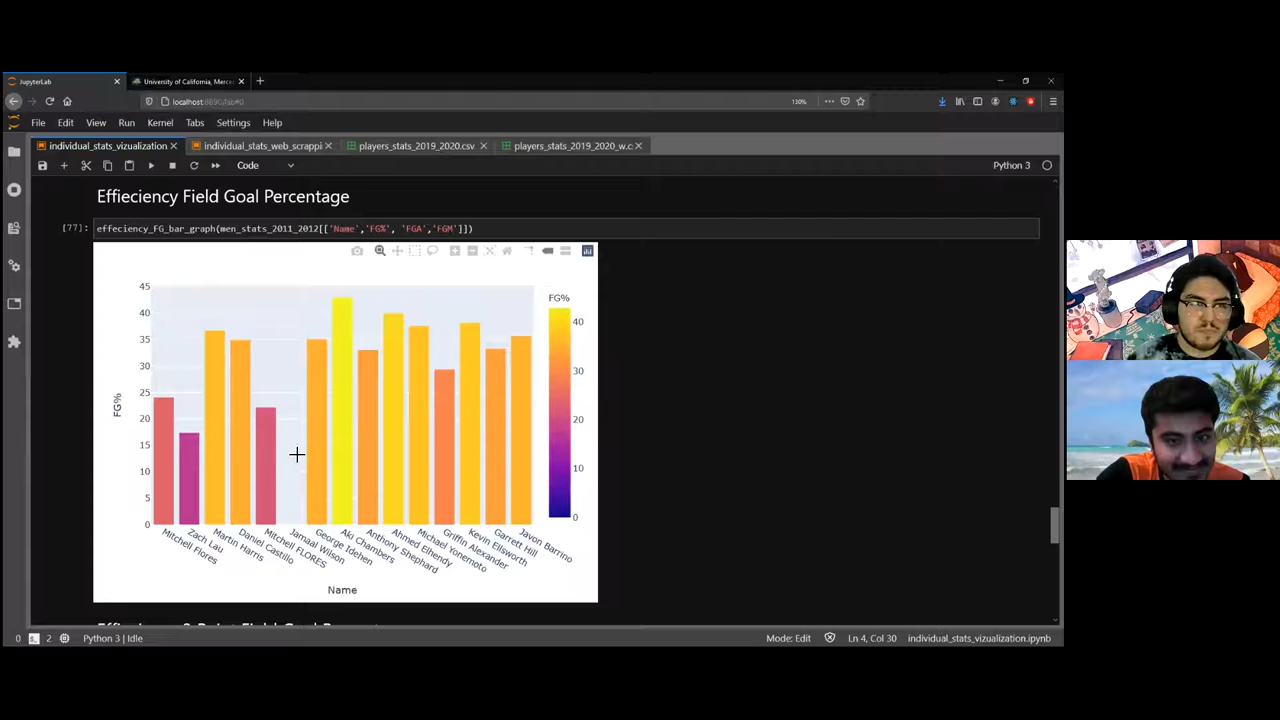 JupyterLab
University of California, Merce
localhost:8890/lab#0
130%
File Edit View Run Kernel Tabs Settings Help
individual_stats_vizualization
individual_stats_web_scrappi
players_stats_2019_2020.csv
players_stats_2019_2020_w.c
Code
Python 3
Effieciency Field Goal Percentage
[77]: effeciency_FG_bar_graph(men_stats_2011_2012[['Name','FG%', 'FGA','FGM']])
FG%
45
40
35
30
25
20
15
10
5
0
FG%
40
30
20
10
0
Mitchell Flores
Zach Lau
Martin Harris
Daniel Castillo
Mitchell FLORES
Jamaal Wilson
George Idehen
Aki Chambers
Anthony Shephard
Ahmed Elhendy
Michael Yonemoto
Griffin Alexander
Kevin Ellsworth
Garrett Hill
Javon Barrino
Name
0
2
Python 3 | Idle
Mode: Edit
Ln 4, Col 30
individual_stats_vizualization.ipynb